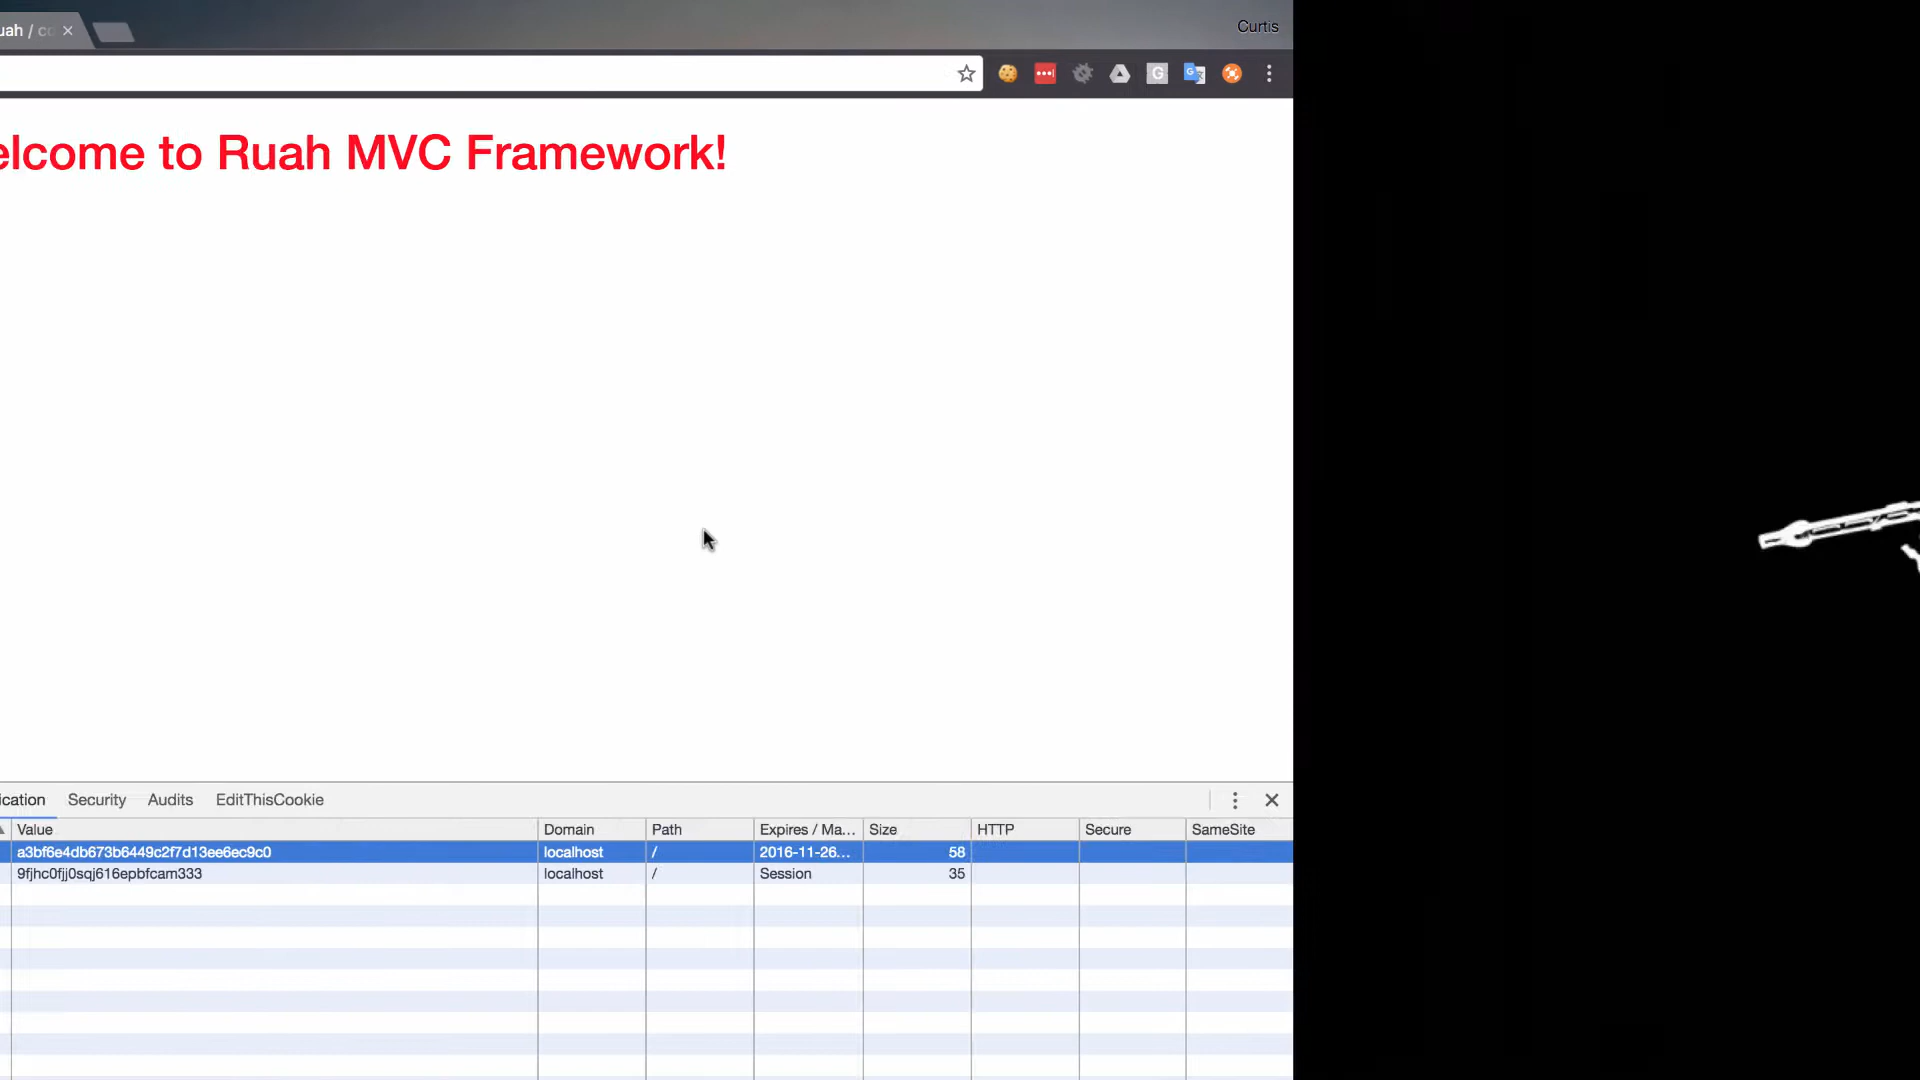 uah / co
Curtis
elcome to Ruah MVC Framework!
ication Security Audits EditThisCookie
Value Domain Path Expires / Ma... Size HTTP Secure SameSite
a3bf6e4db673b6449c2f7d13ee6ec9c0 localhost / 2016-11-26... 58
9fjhc0fjj0sqj616epbfcam333 localhost / Session 35